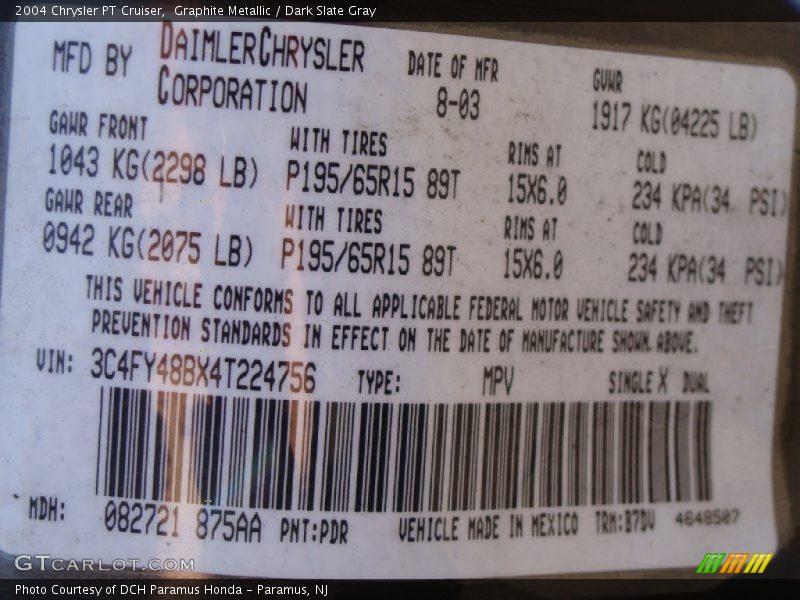 2004 Chrysler PT Cruiser,  Graphite Metallic / Dark Slate Gray
MFD BY DAIMLERCHRYSLER CORPORATION DATE OF MFR 8-03 GVWR 1917 KG(04225 LB)
GAWR FRONT WITH TIRES RIMS AT COLD
1043 KG(2298 LB) P195/65R15 89T 15X6.0 234 KPA(34 PSI)
GAWR REAR WITH TIRES RIMS AT COLD
0942 KG(2075 LB) P195/65R15 89T 15X6.0 234 KPA(34 PSI)
THIS VEHICLE CONFORMS TO ALL APPLICABLE FEDERAL MOTOR VEHICLE SAFETY AND THEFT
PREVENTION STANDARDS IN EFFECT ON THE DATE OF MANUFACTURE SHOWN ABOVE.
VIN: 3C4FY48BX4T224756 TYPE: MPV SINGLE X DUAL
MDH: 082721 875AA PNT:PDR VEHICLE MADE IN MEXICO TRM:B7DV 4648507
GTCarlot.com
Photo Courtesy of DCH Paramus Honda - Paramus, NJ